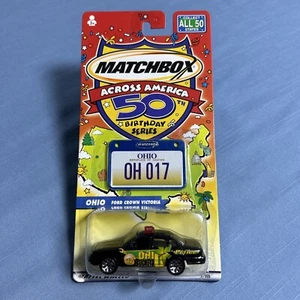 COLLECT
ALL 50
STATES
MATCHBOX
ACROSS AMERICA
50TH
BIRTHDAY
SERIES
OHIO
OH 017
OHIO FORD CROWN VICTORIA